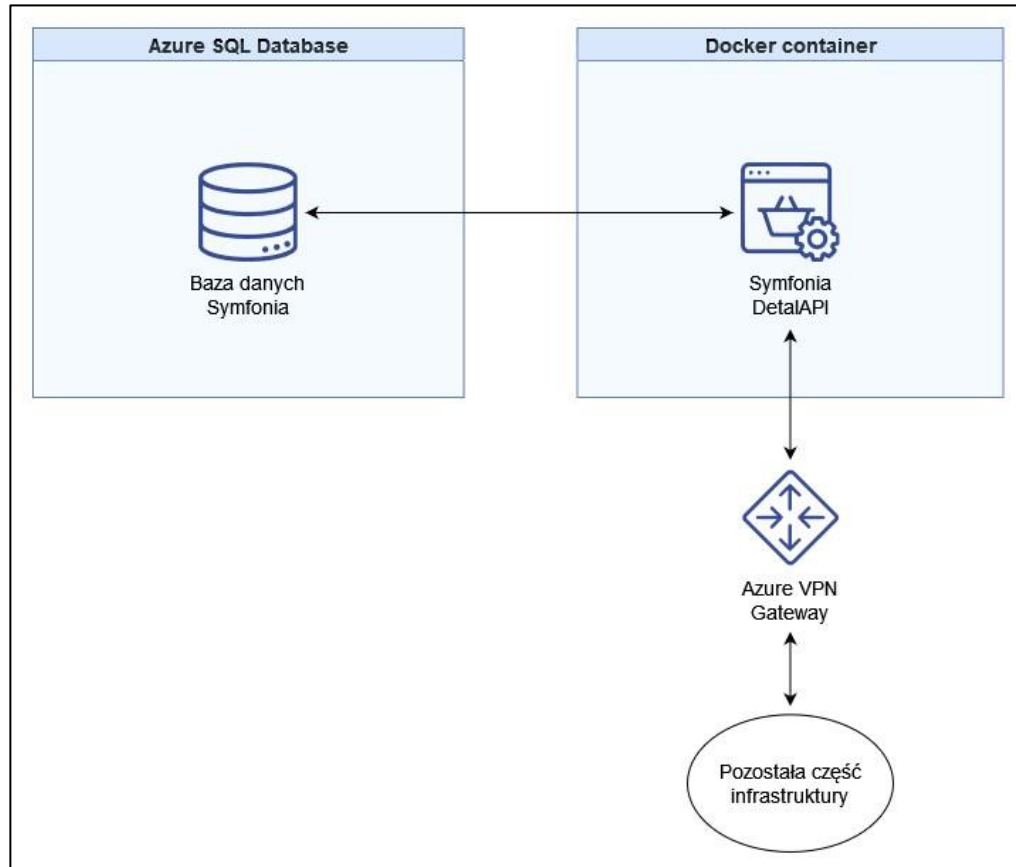 Azure SQL Database
Docker container
Baza danych
Symfonia
Symfonia
DetalAPI
Azure VPN
Gateway
Pozostała część
infrastruktury